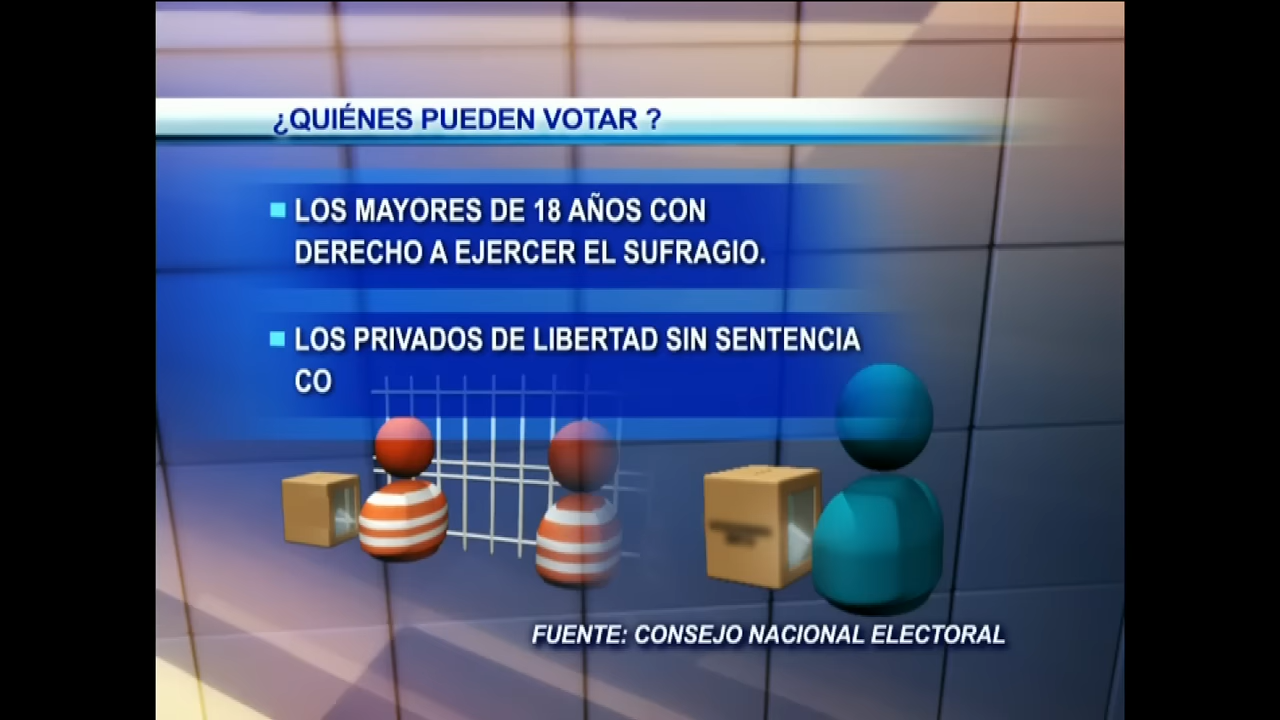 ¿QUIÉNES PUEDEN VOTAR ?
LOS MAYORES DE 18 AÑOS CON
DERECHO A EJERCER EL SUFRAGIO.
LOS PRIVADOS DE LIBERTAD SIN SENTENCIA
CO
FUENTE: CONSEJO NACIONAL ELECTORAL